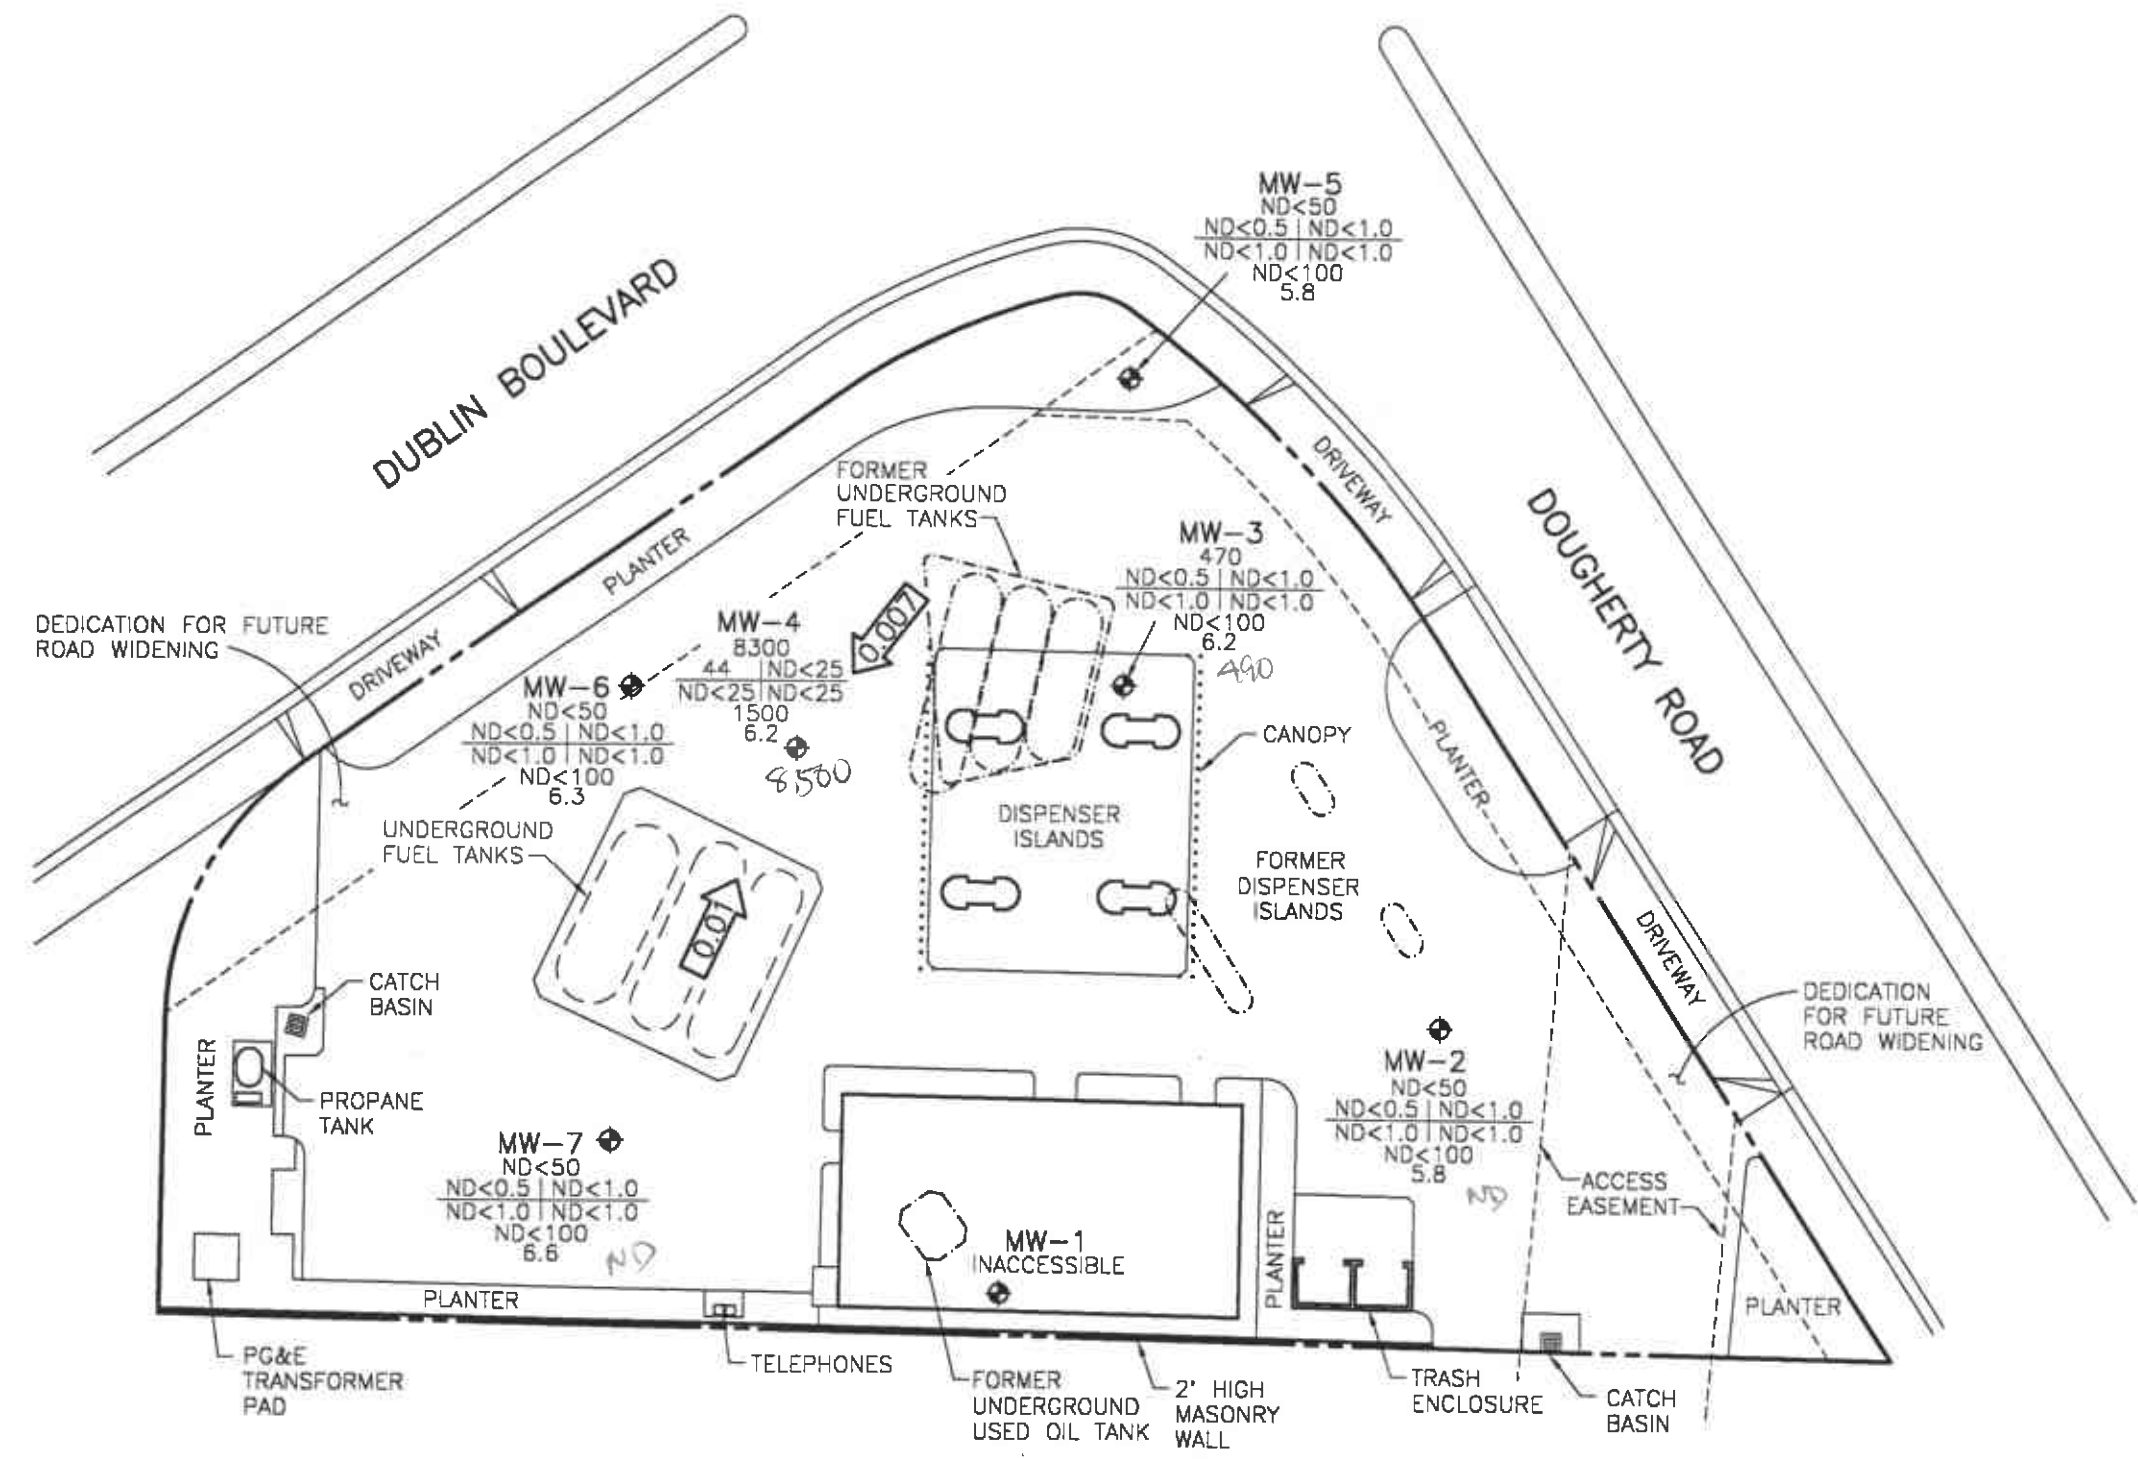 MW-5
ND<50
ND<0.5 | ND<1.0
ND<1.0 | ND<1.0
ND<100
5.8
DUBLIN BOULEVARD
DOUGHERTY ROAD
DRIVEWAY
FORMER
UNDERGROUND
FUEL TANKS
PLANTER
MW-3
470
ND<0.5 | ND<1.0
ND<1.0 | ND<1.0
ND<100
6.2
490
0.007
DEDICATION FOR FUTURE
ROAD WIDENING
DRIVEWAY
MW-4
8300
44 | ND<25
ND<25 | ND<25
1500
6.2
8,500
MW-6
ND<50
ND<0.5 | ND<1.0
ND<1.0 | ND<1.0
ND<100
6.3
CANOPY
PLANTER
DISPENSER
ISLANDS
UNDERGROUND
FUEL TANKS
0.01
FORMER
DISPENSER
ISLANDS
DRIVEWAY
CATCH
BASIN
DEDICATION
FOR FUTURE
ROAD WIDENING
PLANTER
PROPANE
TANK
MW-2
ND<50
ND<0.5 | ND<1.0
ND<1.0 | ND<1.0
ND<100
5.8
ND
MW-7
ND<50
ND<0.5 | ND<1.0
ND<1.0 | ND<1.0
ND<100
6.6
ND
ACCESS
EASEMENT
MW-1
INACCESSIBLE
PLANTER
PLANTER
PLANTER
PG&E
TRANSFORMER
PAD
TELEPHONES
FORMER
UNDERGROUND
USED OIL TANK
2' HIGH
MASONRY
WALL
TRASH
ENCLOSURE
CATCH
BASIN